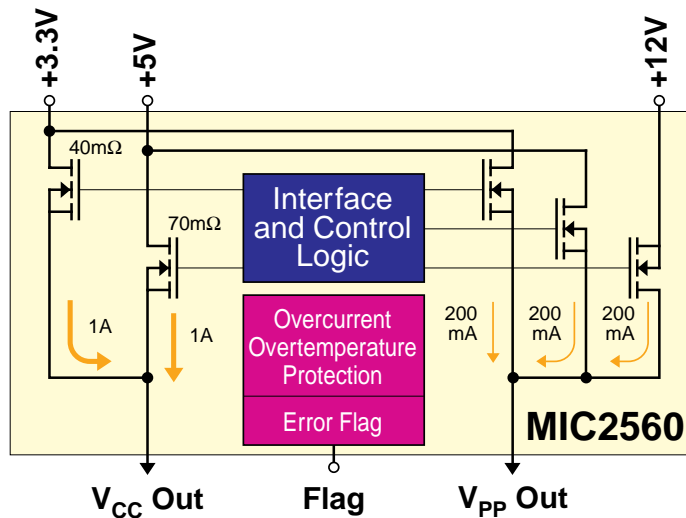 +3.3V
+5V
+12V
40mΩ
70mΩ
Interface
and Control
Logic
1A
1A
Overcurrent
Overtemperature
Protection
Error Flag
200
mA
200
mA
200
mA
MIC2560
VCC Out
Flag
VPP Out